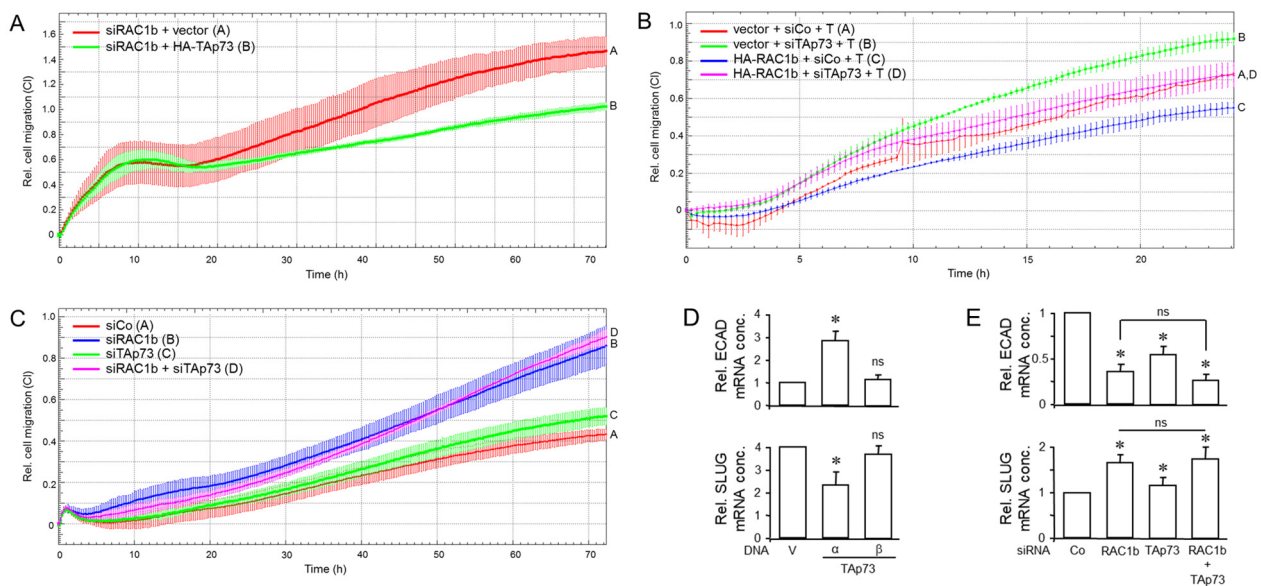 A
siRAC1b + vector (A)
siRAC1b + HA-TAp73 (B)
Rel. cell migration (CI)
1.6
1.4
1.2
1.0
0.8
0.6
0.4
0.2
0
A
B
0 10 20 30 40 50 60 70
Time (h)
B
vector + siCo + T (A)
vector + siTAp73 + T (B)
HA-RAC1b + siCo + T (C)
HA-RAC1b + siTAp73 + T (D)
Rel. cell migration (CI)
1.0
0.8
0.6
0.4
0.2
0
B
A,D
C
0 5 10 15 20
Time (h)
C
siCo (A)
siRAC1b (B)
siTAp73 (C)
siRAC1b + siTAp73 (D)
Rel. cell migration (CI)
1.0
0.8
0.6
0.4
0.2
0
D
B
C
A
0 10 20 30 40 50 60 70
Time (h)
D
Rel. ECAD
mRNA conc.
4
3
2
1
0
*
ns
Rel. SLUG
mRNA conc.
4
2
0
*
ns
DNA V α β
TAp73
E
Rel. ECAD
mRNA conc.
1
0.5
0
ns
* * *
Rel. SLUG
mRNA conc.
2
1
0
ns
* * *
siRNA Co RAC1b TAp73 RAC1b
+
TAp73